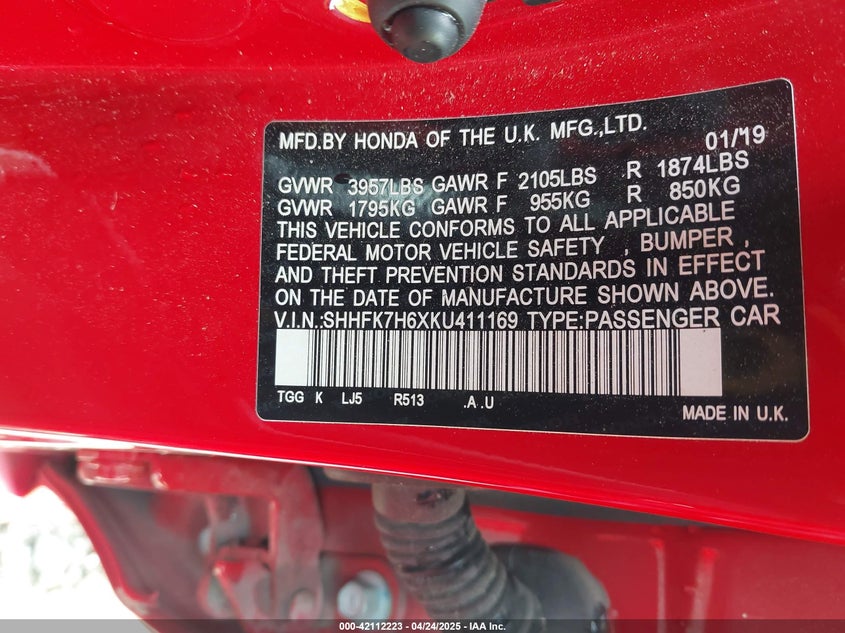 MFD.BY HONDA OF THE U.K. MFG.,LTD. 01/19
GVWR 3957LBS GAWR F 2105LBS R 1874LBS
GVWR 1795KG GAWR F 955KG R 850KG
THIS VEHICLE CONFORMS TO ALL APPLICABLE
FEDERAL MOTOR VEHICLE SAFETY , BUMPER ,
AND THEFT PREVENTION STANDARDS IN EFFECT
ON THE DATE OF MANUFACTURE SHOWN ABOVE.
V.I.N.:SHHFK7H6XKU411169 TYPE:PASSENGER CAR
TGG K LJ5 R513 .A .U
MADE IN U.K.
000-42112223 - 04/24/2025 - IAA Inc.